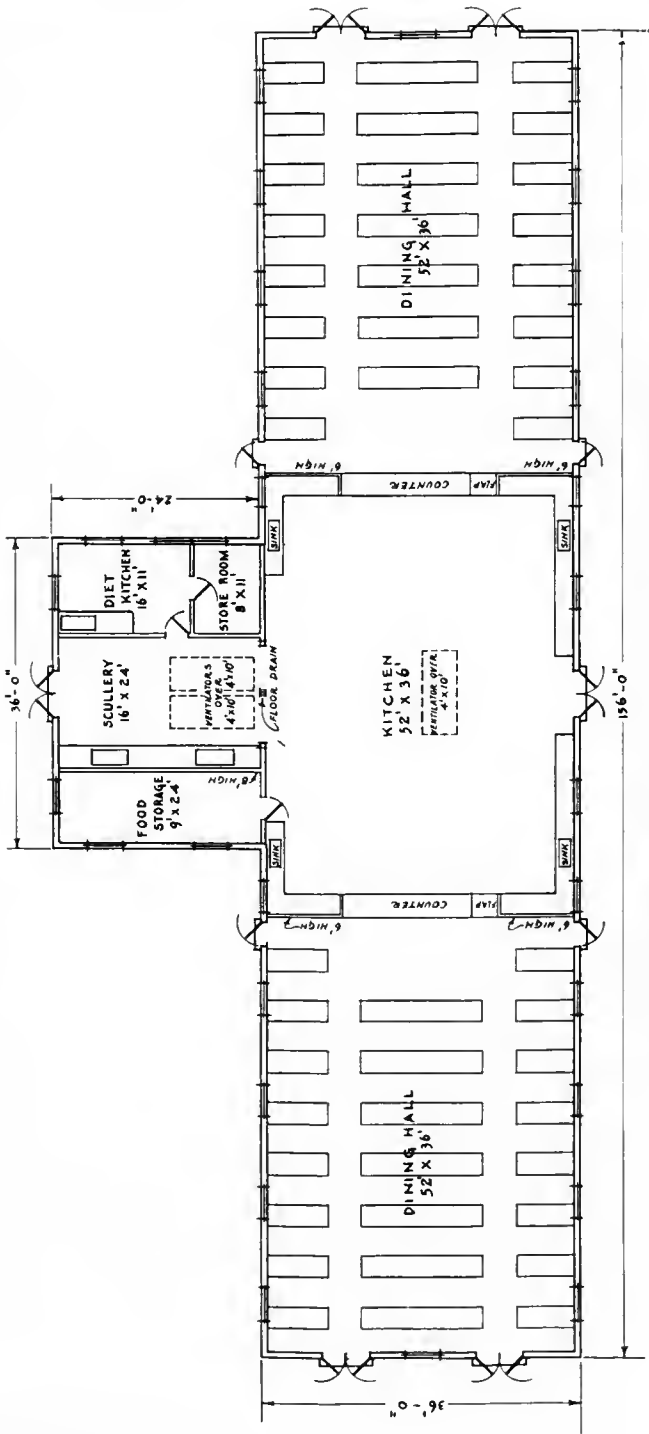 DINING HALL
52' X 36'
6' HIGH
6' HIGH
COUNTER
FLAP
24'-0"
36'-0"
DIET
KITCHEN
16' X 11'
STORE ROOM
8' X 11'
SCULLERY
16' X 24'
VENTILATORS
OVER
4'X10' 4'X10'
FLOOR DRAIN
FOOD
STORAGE
9' X 24'
8' HIGH
SINK
SINK
KITCHEN
52' X 36'
VENTILATOR OVER
4' X 10'
156'-0"
SINK
SINK
COUNTER
FLAP
6' HIGH
6' HIGH
DINING HALL
52' X 36'
36'-0"